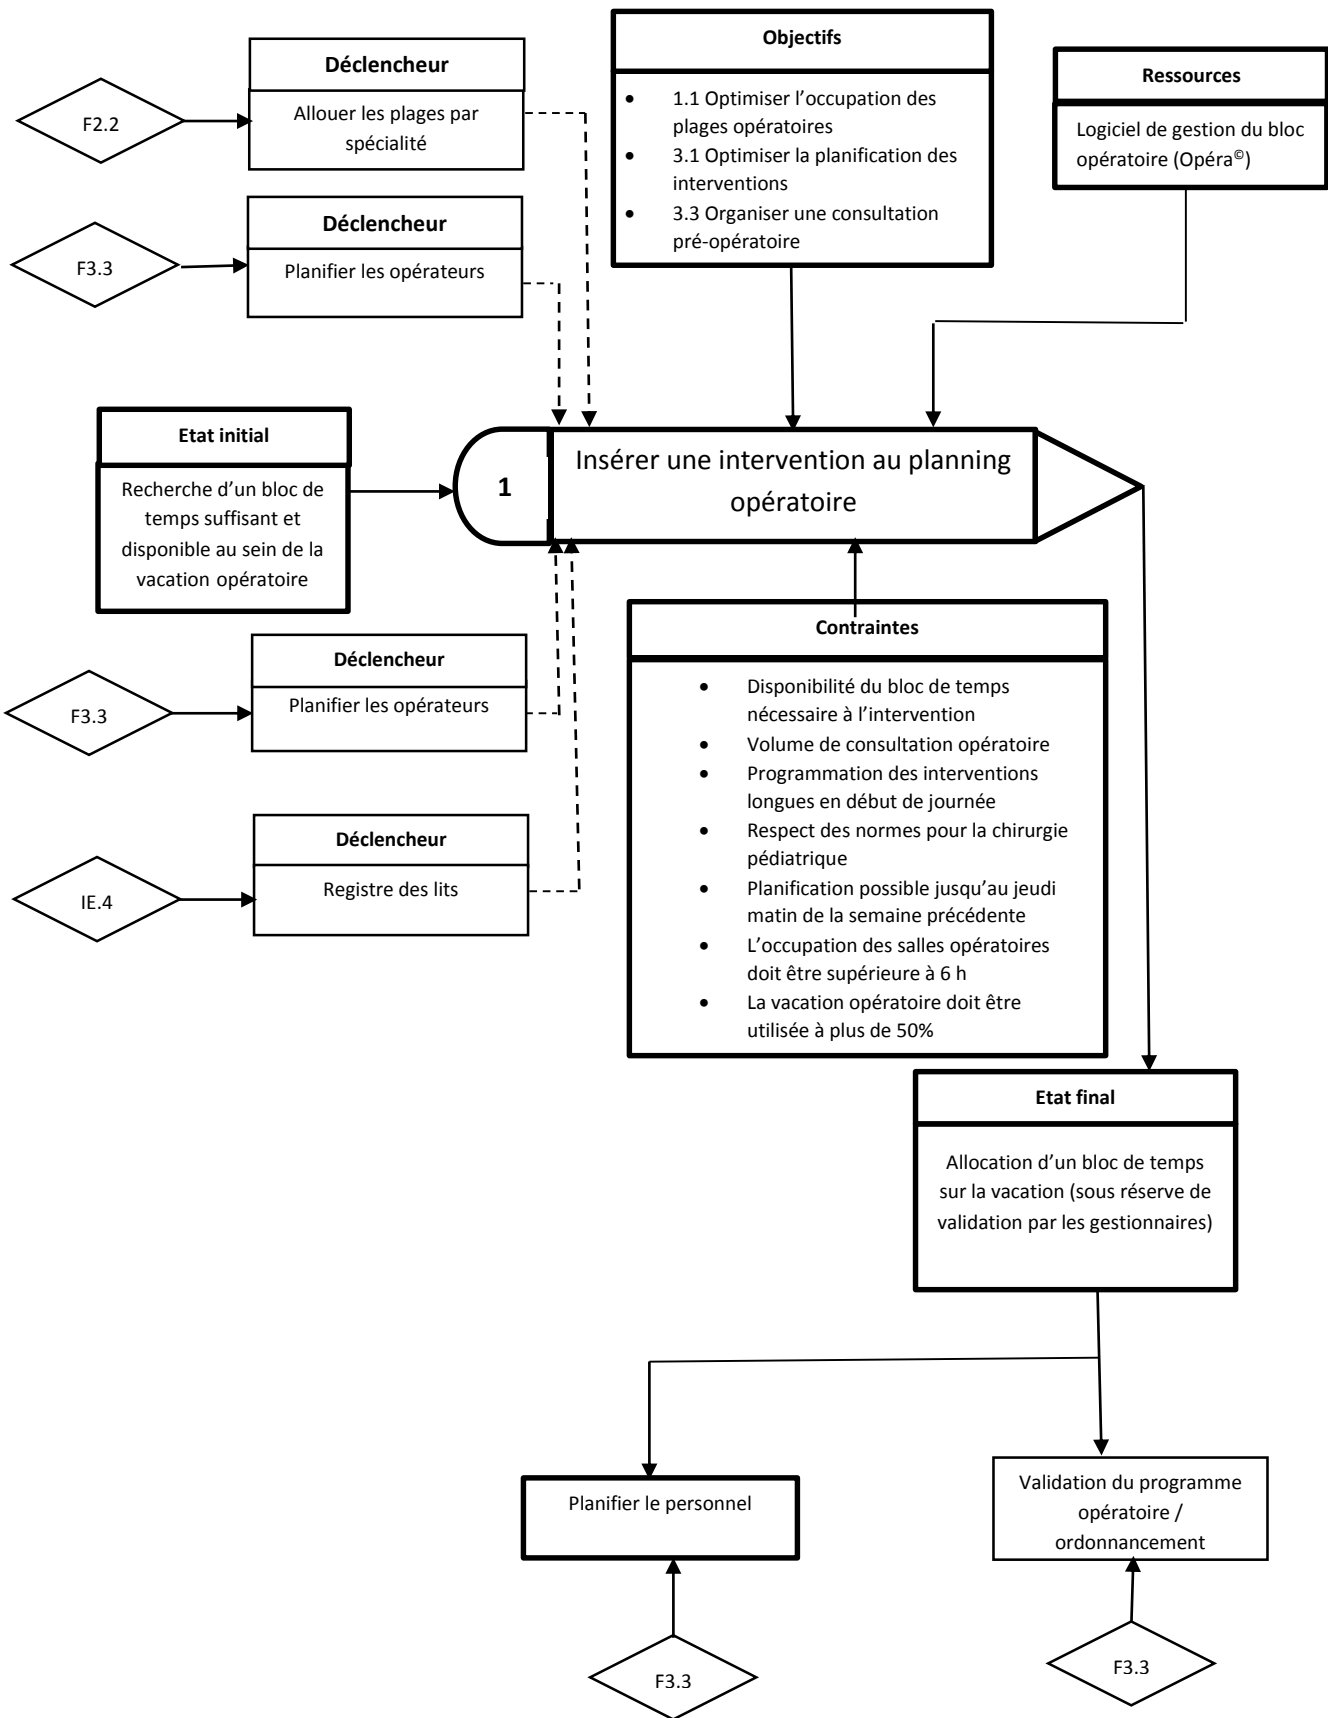 Déclencheur
F2.2
Allouer les plages par
spécialité
Déclencheur
F3.3
Planifier les opérateurs
Objectifs
• 1.1 Optimiser l’occupation des
plages opératoires
• 3.1 Optimiser la planification des
interventions
• 3.3 Organiser une consultation
pré-opératoire
Ressources
Logiciel de gestion du bloc
opératoire (Opéra©)
Etat initial
Recherche d’un bloc de
temps suffisant et
disponible au sein de la
vacation opératoire
1
Insérer une intervention au planning
opératoire
Déclencheur
F3.3
Planifier les opérateurs
Déclencheur
IE.4
Registre des lits
Contraintes
• Disponibilité du bloc de temps
nécessaire à l’intervention
• Volume de consultation opératoire
• Programmation des interventions
longues en début de journée
• Respect des normes pour la chirurgie
pédiatrique
• Planification possible jusqu’au jeudi
matin de la semaine précédente
• L’occupation des salles opératoires
doit être supérieure à 6 h
• La vacation opératoire doit être
utilisée à plus de 50%
Etat final
Allocation d’un bloc de temps
sur la vacation (sous réserve de
validation par les gestionnaires)
Planifier le personnel
Validation du programme
opératoire /
ordonnancement
F3.3
F3.3